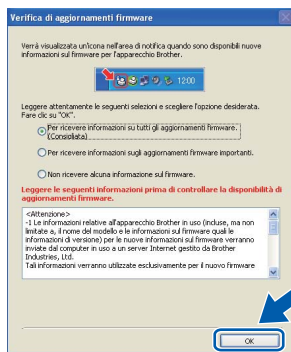 Verifica di aggiornamenti firmware
Verrà visualizzata un'icona nell'area di notifica quando sono disponibili nuove
informazioni sul firmware per l'apparecchio Brother.
12:00
Leggere attentamente le seguenti selezioni e scegliere l'opzione desiderata.
Fare clic su "OK".
Per ricevere informazioni su tutti gli aggiornamenti firmware.
(Consigliata)
Per ricevere informazioni sugli aggiornamenti firmware importanti.
Non ricevere alcuna informazione sul firmware.
Leggere le seguenti informazioni prima di controllare la disponibilità di
aggiornamenti firmware.
<Attenzione>
-1 Le informazioni relative all'apparecchio Brother in uso (incluse, ma non
limitate a, il nome del modello e le informazioni sul firmware quali le
informazioni di versione) per le nuove informazioni sul firmware verranno
inviate dal computer in uso a un server Internet gestito da Brother
Industries, Ltd.
Tali informazioni verranno utilizzate esclusivamente per il nuovo firmware
OK